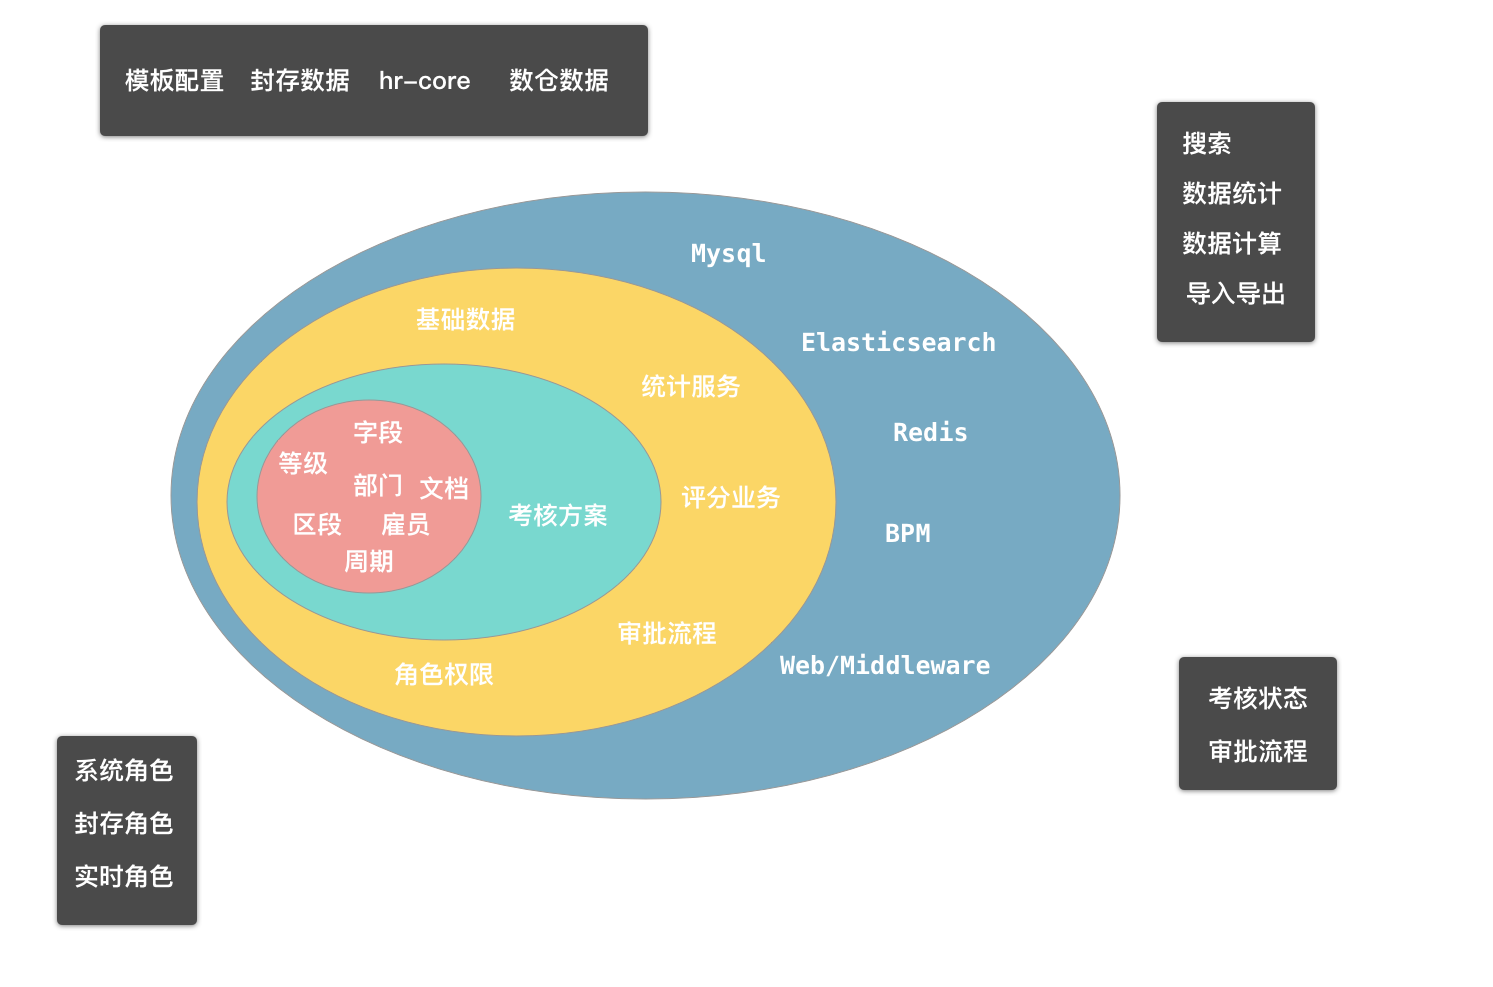 模板配置 封存数据 hr-core 数仓数据
搜索
数据统计
数据计算
导入导出
Mysql
Elasticsearch
Redis
BPM
Web/Middleware
基础数据
统计服务
评分业务
审批流程
角色权限
考核方案
字段
等级
部门 文档
区段 雇员
周期
考核状态
审批流程
系统角色
封存角色
实时角色